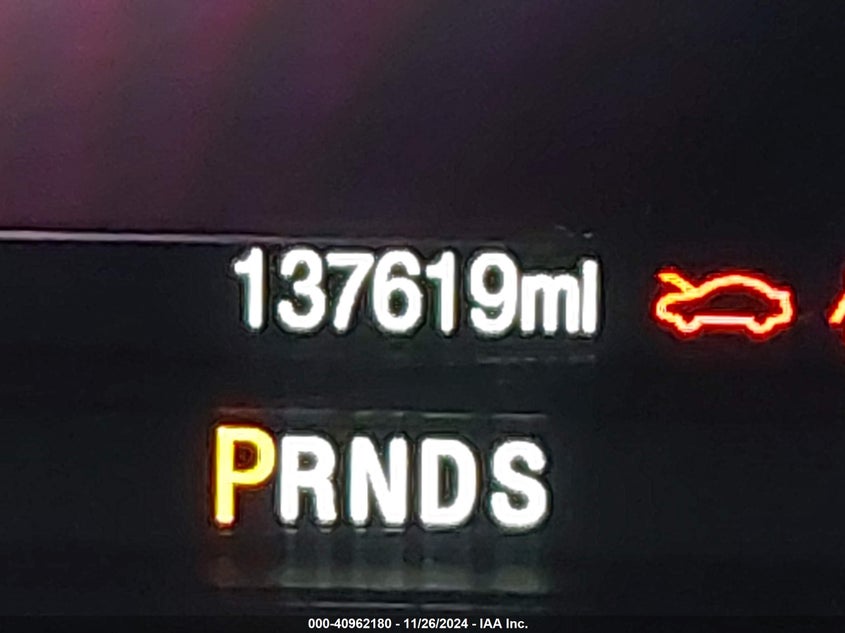 137619mi
PRNDS
000-40962180 - 11/26/2024 - IAA Inc.